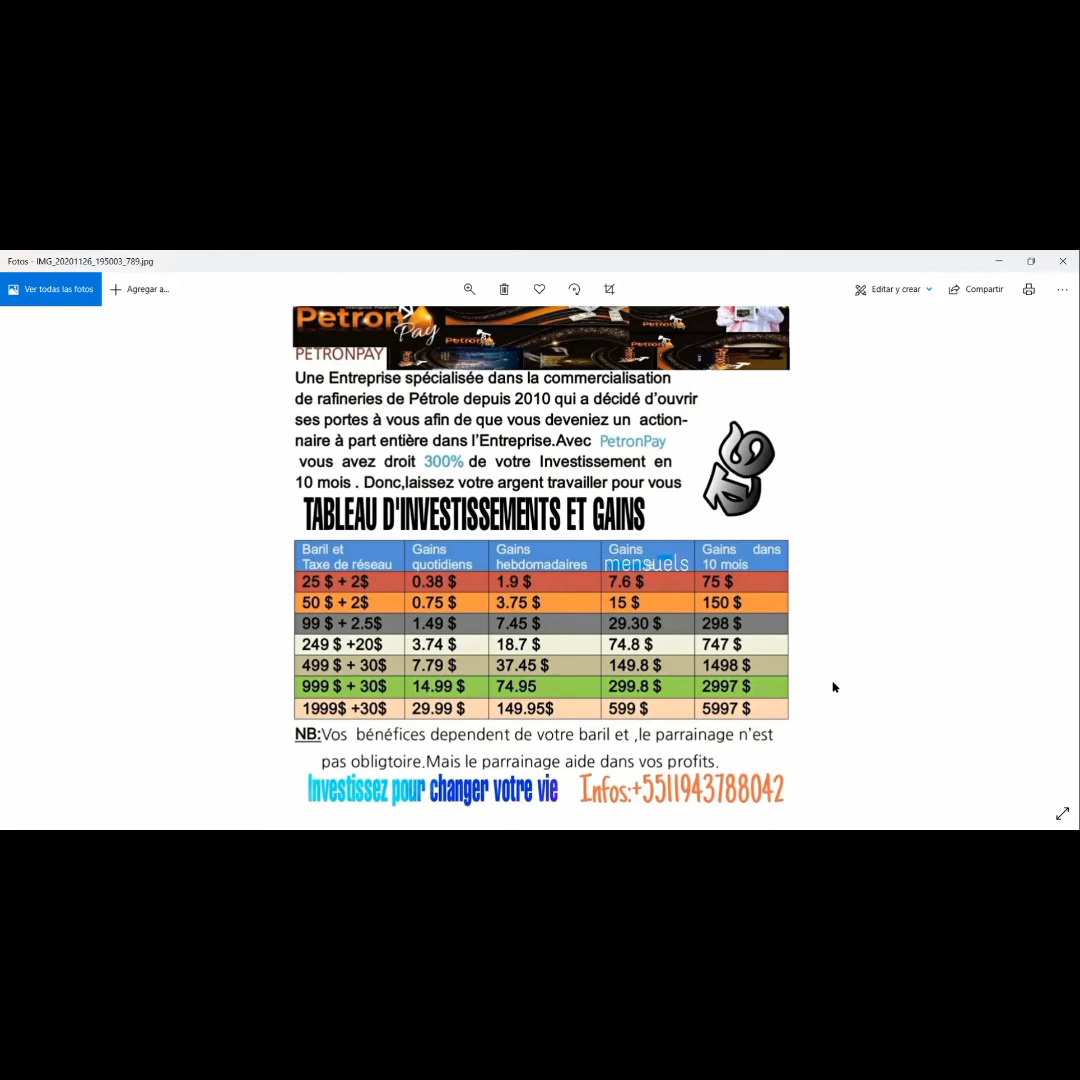 Fotos - IMG_20201126_195003_789.jpg
Ver todas las fotos
Agregar a...
Editar y crear
Compartir
Petron
Pay
PETRONPAY
Une Entreprise spécialisée dans la commercialisation
de rafineries de Pétrole depuis 2010 qui a décidé d'ouvrir
ses portes à vous afin de que vous deveniez un action-
naire à part entière dans l'Entreprise.Avec PetronPay
vous avez droit 300% de votre Investissement en
10 mois . Donc,laissez votre argent travailler pour vous
TABLEAU D'INVESTISSEMENTS ET GAINS
Baril et Taxe de réseau Gains quotidiens Gains hebdomadaires Gains mensuels Gains dans 10 mois
25 $ + 2$ 0.38 $ 1.9 $ 7.6 $ 75 $
50 $ + 2$ 0.75 $ 3.75 $ 15 $ 150 $
99 $ + 2.5$ 1.49 $ 7.45 $ 29.30 $ 298 $
249 $ +20$ 3.74 $ 18.7 $ 74.8 $ 747 $
499 $ + 30$ 7.79 $ 37.45 $ 149.8 $ 1498 $
999 $ + 30$ 14.99 $ 74.95 299.8 $ 2997 $
1999$ +30$ 29.99 $ 149.95$ 599 $ 5997 $
NB:Vos bénéfices dependent de votre baril et ,le parrainage n'est
pas obligtoire.Mais le parrainage aide dans vos profits.
Investissez pour changer votre vie Infos:+5511943788042